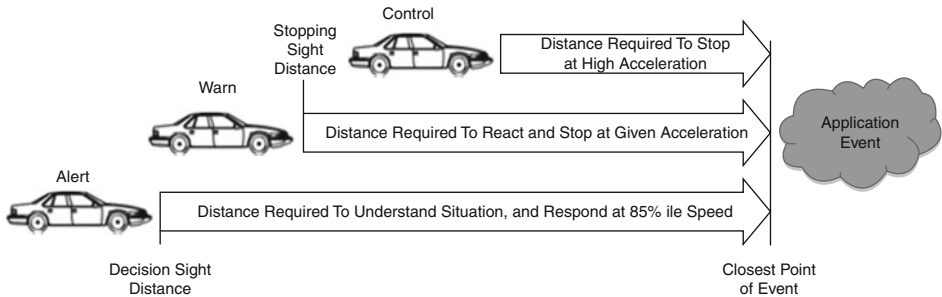 Control
Stopping
Sight
Distance
Distance Required To Stop
at High Acceleration
Warn
Distance Required To React and Stop at Given Acceleration
Application
Event
Alert
Distance Required To Understand Situation, and Respond at 85% ile Speed
Decision Sight
Distance
Closest Point
of Event